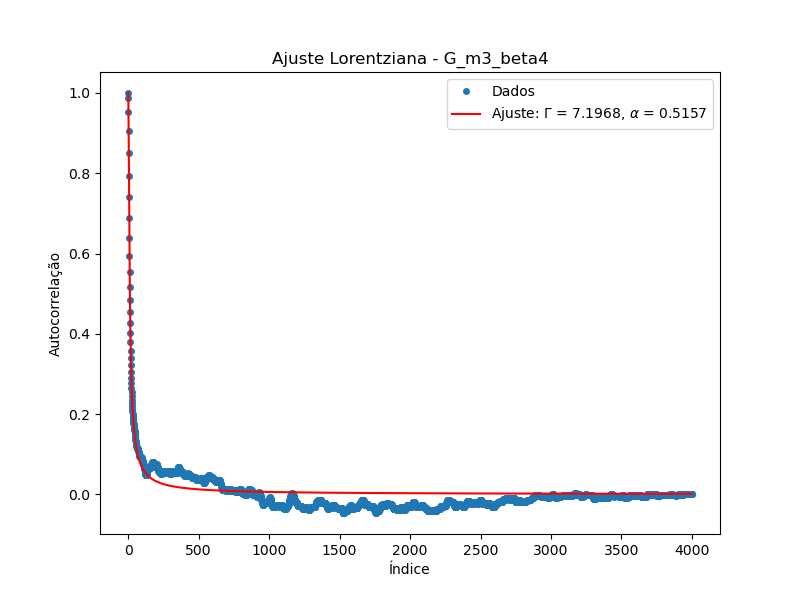 Ajuste Lorentziana - G_m3_beta4
Dados
Ajuste: Γ = 7.1968, α = 0.5157
1.0
0.8
0.6
0.4
0.2
0.0
Autocorrelação
0 500 1000 1500 2000 2500 3000 3500 4000
Índice